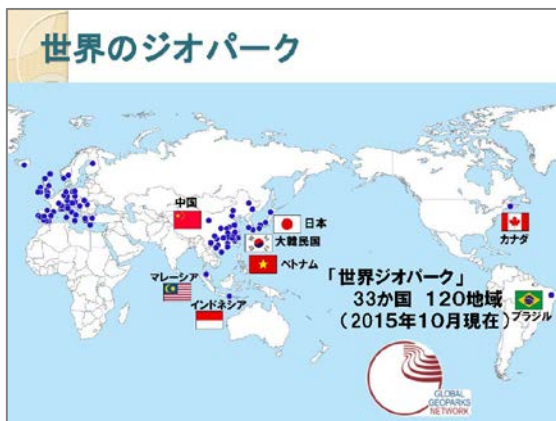 世界のジオパーク
中国
日本
大韓民国
ベトナム
マレーシア
インドネシア
カナダ
ブラジル
「世界ジオパーク」
33か国 120地域
(2015年10月現在)
GLOBAL
GEOPARKS
NETWORK